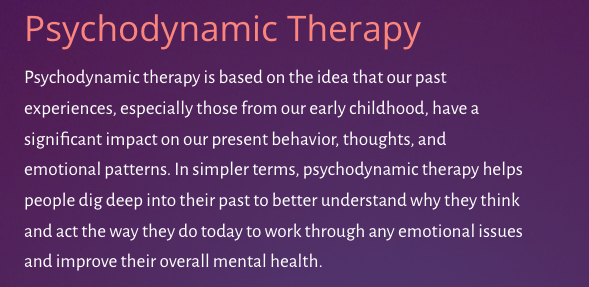 Psychodynamic Therapy
Psychodynamic therapy is based on the idea that our past
experiences, especially those from our early childhood, have a
significant impact on our present behavior, thoughts, and
emotional patterns. In simpler terms, psychodynamic therapy helps
people dig deep into their past to better understand why they think
and act the way they do today to work through any emotional issues
and improve their overall mental health.